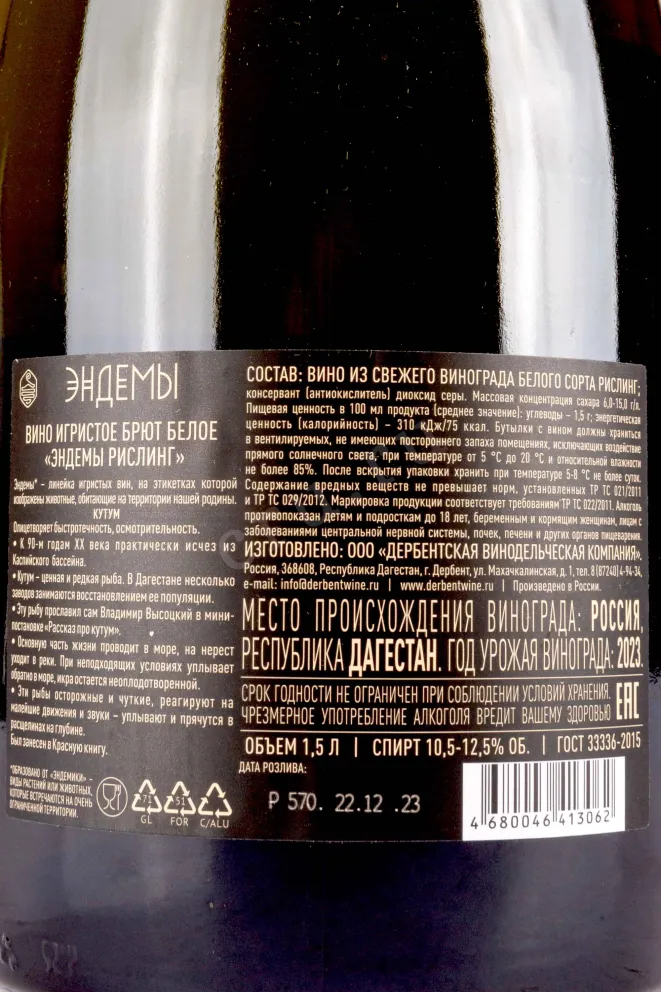 ЭНДЕМЫ
ВИНО ИГРИСТОЕ БРЮТ БЕЛОЕ
«ЭНДЕМЫ РИСЛИНГ»
Эндемы* – линейка игристых вин, на этикетках которой
изображены животные, обитающие на территории нашей родины.
КУТУМ
Олицетворяет быстротечность, осмотрительность.
• К 90-м годам XX века практически исчез из
Каспийского бассейна.
• Кутум - ценная и редкая рыба. В Дагестане несколько
заводов занимаются восстановлением ее популяции.
• Эту рыбу прославил сам Владимир Высоцкий в мини-
постановке «Рассказ про кутум».
• Основную часть жизни проводит в море, на нерест
уходит в реки. При неподходящих условиях уплывает
обратно в море, икра остается неоплодотворенной.
• Эти рыбы осторожные и чуткие, реагируют на
малейшие движения и звуки – уплывают и прячутся в
расщелинах на глубине.
Был занесен в Красную книгу.
*ОБРАЗОВАНО ОТ «ЭНДЕМИКИ» –
ВИДЫ РАСТЕНИЙ ИЛИ ЖИВОТНЫХ,
КОТОРЫЕ ВСТРЕЧАЮТСЯ НА ОЧЕНЬ
ОГРАНИЧЕННОЙ ТЕРРИТОРИИ.
71
GL
51
FOR
C/ALU
СОСТАВ: ВИНО ИЗ СВЕЖЕГО ВИНОГРАДА БЕЛОГО СОРТА РИСЛИНГ;
консервант (антиокислитель) диоксид серы. Массовая концентрация сахара 6,0-15,0 г/л.
Пищевая ценность в 100 мл продукта (среднее значение): углеводы – 1,5 г; энергетическая
ценность (калорийность) – 310 кДж/75 ккал. Бутылки с вином должны храниться
в вентилируемых, не имеющих постороннего запаха помещениях, исключающих воздействие
прямого солнечного света, при температуре от 5 °С до 20 °С и относительной влажности
не более 85%. После вскрытия упаковки хранить при температуре 5-8 °С не более суток.
Содержание вредных веществ не превышает норм, установленных ТР ТС 021/2011
и ТР ТС 029/2012. Маркировка продукции соответствует требованиям ТР ТС 022/2011. Алкоголь
противопоказан детям и подросткам до 18 лет, беременным и кормящим женщинам, лицам с
заболеваниями центральной нервной системы, почек, печени и других органов пищеварения.
ИЗГОТОВЛЕНО: ООО «ДЕРБЕНТСКАЯ ВИНОДЕЛЬЧЕСКАЯ КОМПАНИЯ».
Россия, 368608, Республика Дагестан, г. Дербент, ул. Махачкалинская, д.1, тел.8 (87240)4-94-34,
e-mail: info@derbentwine.ru | www.derbentwine.ru | Произведено в России.
МЕСТО ПРОИСХОЖДЕНИЯ ВИНОГРАДА: РОССИЯ,
РЕСПУБЛИКА ДАГЕСТАН. ГОД УРОЖАЯ ВИНОГРАДА: 2023.
СРОК ГОДНОСТИ НЕ ОГРАНИЧЕН ПРИ СОБЛЮДЕНИИ УСЛОВИЙ ХРАНЕНИЯ.
ЧРЕЗМЕРНОЕ УПОТРЕБЛЕНИЕ АЛКОГОЛЯ ВРЕДИТ ВАШЕМУ ЗДОРОВЬЮ
EAC
ОБЪЕМ 1,5 Л | СПИРТ 10,5-12,5% ОБ. | ГОСТ 33336-2015
ДАТА РОЗЛИВА:
Р 570. 22.12 .23
4 680046 413062